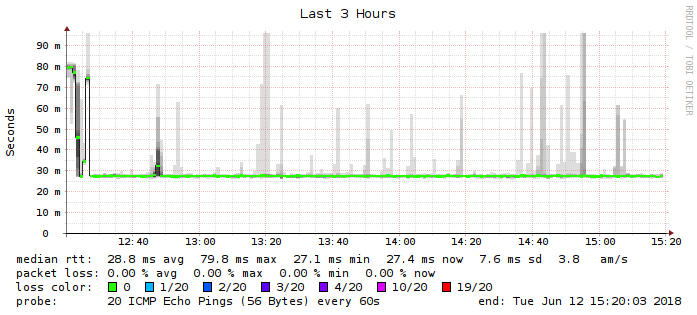 Last 3 Hours
RRDTOOL / TOBI OETIKER
Seconds
90 m
80 m
70 m
60 m
50 m
40 m
30 m
20 m
10 m
0
12:40 13:00 13:20 13:40 14:00 14:20 14:40 15:00 15:20
median rtt: 28.8 ms avg 79.8 ms max 27.1 ms min 27.4 ms now 7.6 ms sd 3.8 am/s
packet loss: 0.00 % avg 0.00 % max 0.00 % min 0.00 % now
loss color: 0 1/20 2/20 3/20 4/20 10/20 19/20
probe: 20 ICMP Echo Pings (56 Bytes) every 60s end: Tue Jun 12 15:20:03 2018